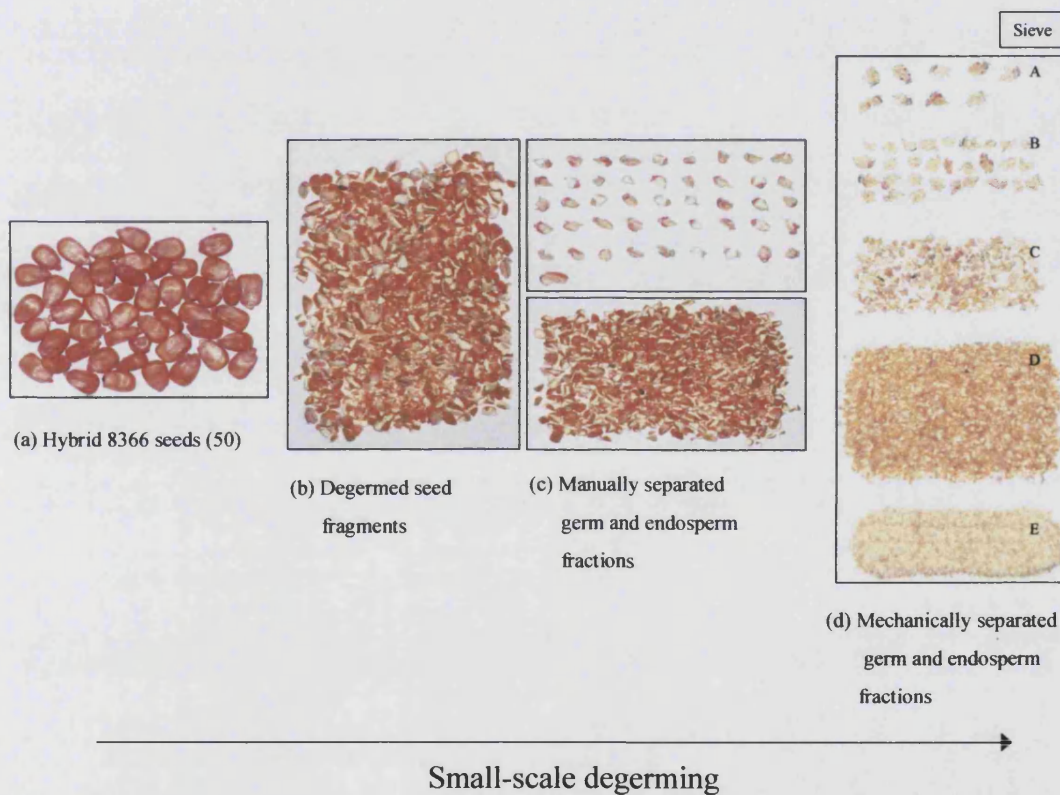 Sieve
A
B
C
D
E
(a) Hybrid 8366 seeds (50)
(b) Degermed seed
fragments
(c) Manually separated
germ and endosperm
fractions
(d) Mechanically separated
germ and endosperm
fractions
Small-scale degerming